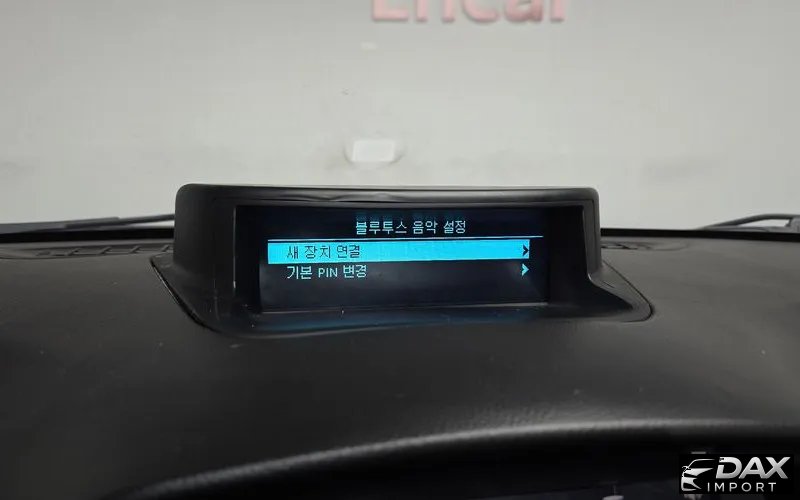 Encar
블루투스 음악 설정
새 장치 연결
기본 PIN 변경
DAX
IMPORT